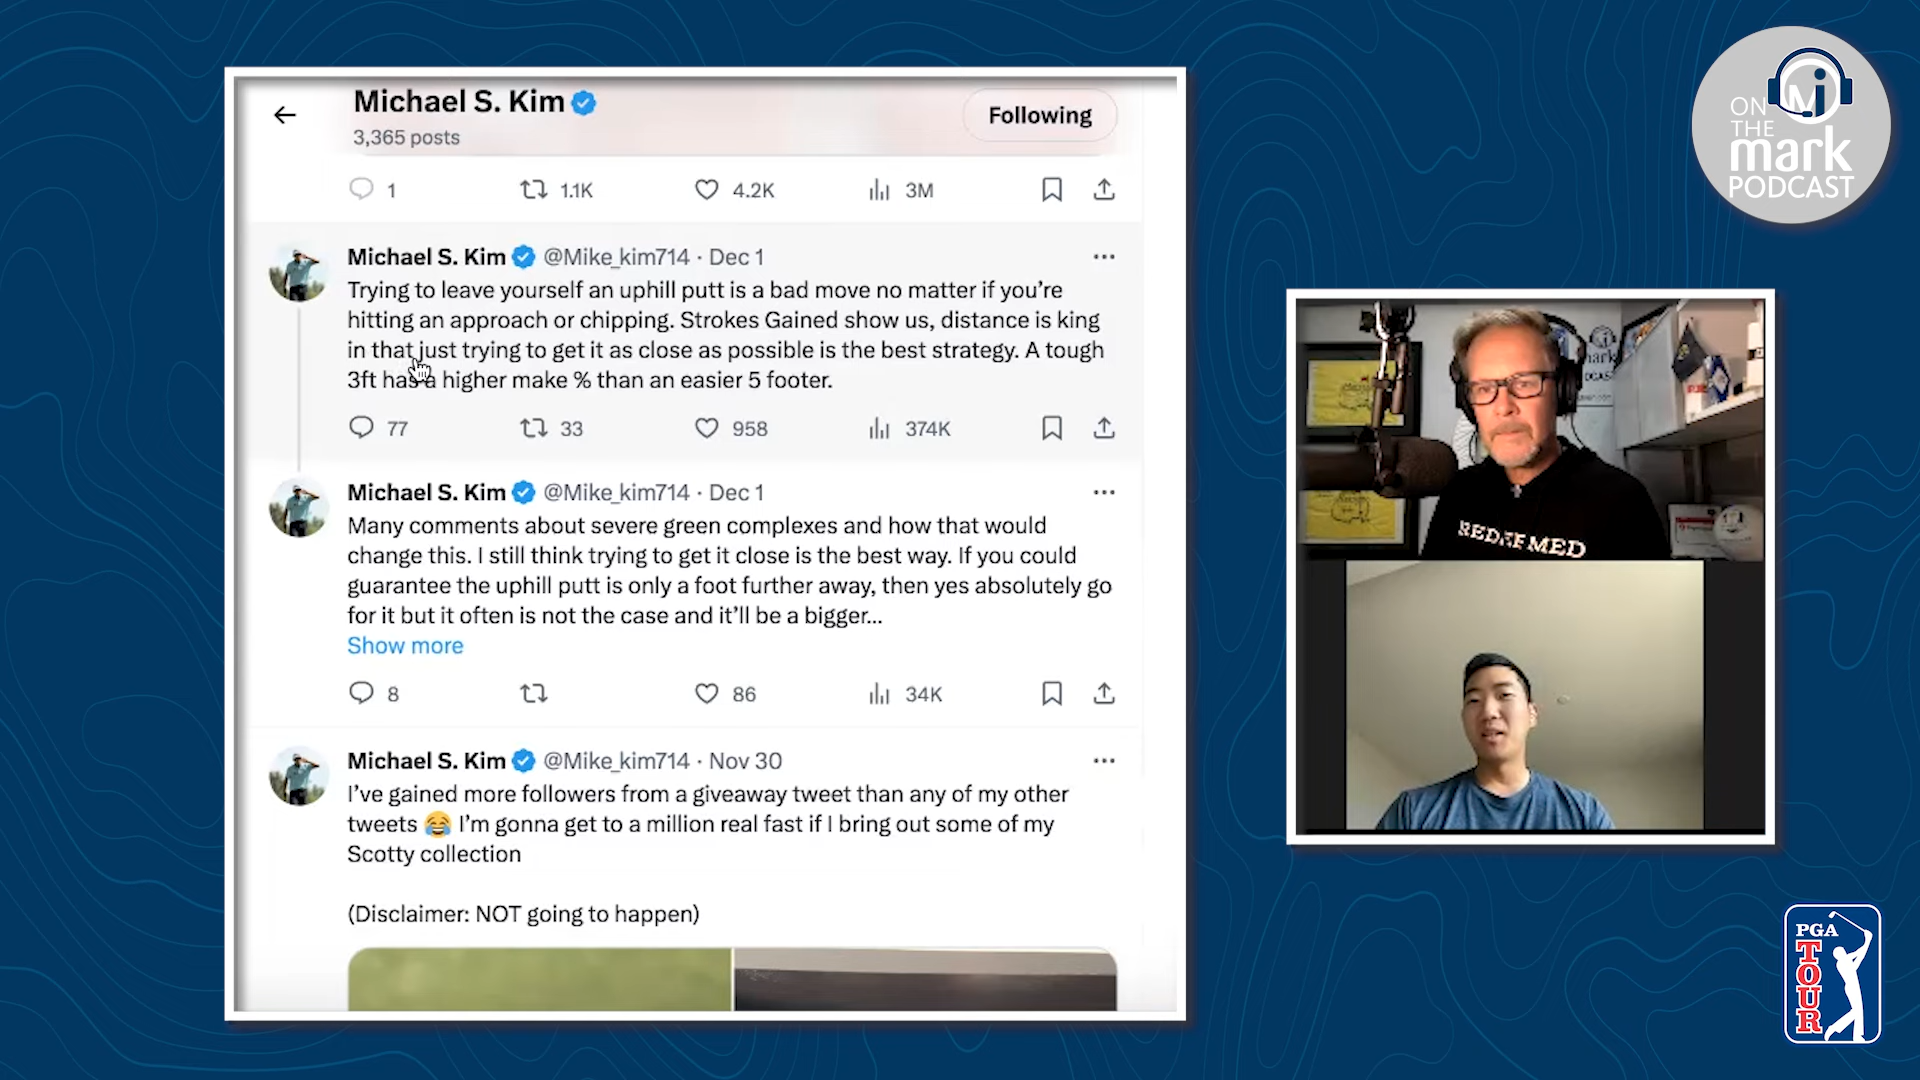 Michael S. Kim
3,365 posts
Following
1 1.1K 4.2K 3M
Michael S. Kim @Mike_kim714 · Dec 1
Trying to leave yourself an uphill putt is a bad move no matter if you’re
hitting an approach or chipping. Strokes Gained show us, distance is king
in that just trying to get it as close as possible is the best strategy. A tough
3ft has a higher make % than an easier 5 footer.
77 33 958 374K
Michael S. Kim @Mike_kim714 · Dec 1
Many comments about severe green complexes and how that would
change this. I still think trying to get it close is the best way. If you could
guarantee the uphill putt is only a foot further away, then yes absolutely go
for it but it often is not the case and it’ll be a bigger...
Show more
8 86 34K
Michael S. Kim @Mike_kim714 · Nov 30
I’ve gained more followers from a giveaway tweet than any of my other
tweets 😂 I’m gonna get to a million real fast if I bring out some of my
Scotty collection
(Disclaimer: NOT going to happen)
ON
THE
mark
PODCAST
REDEEMED
PGA
TOUR